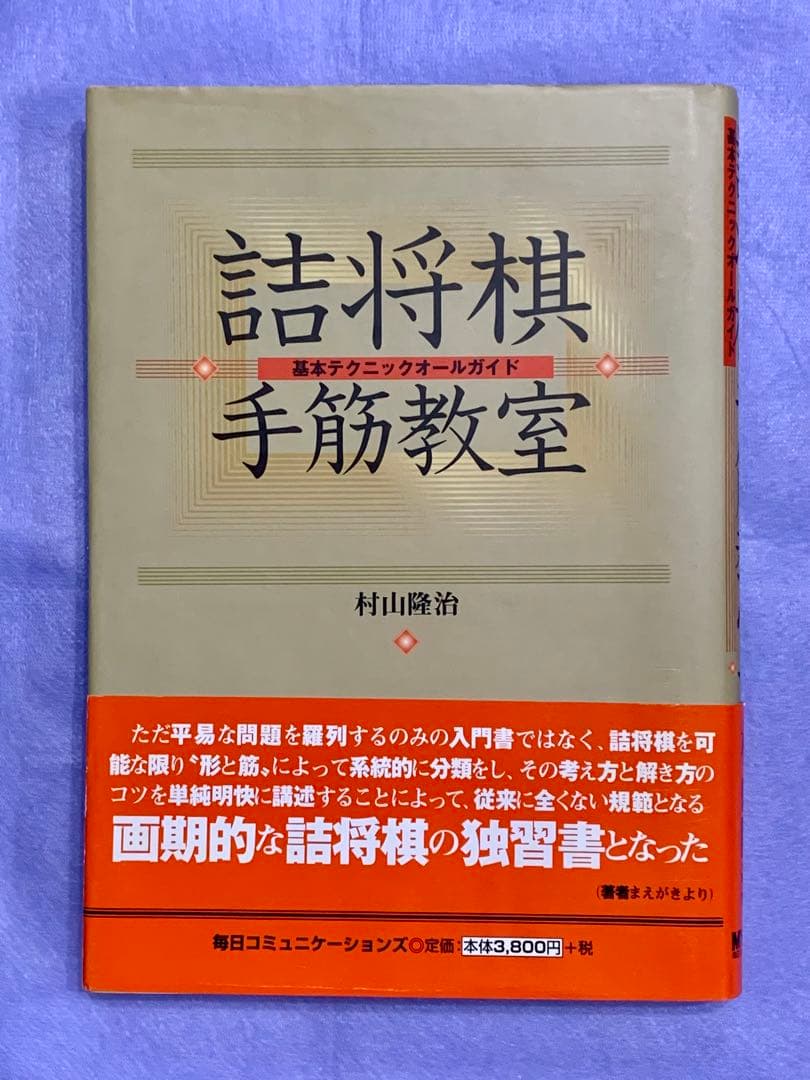 詰将棋
基本テクニックオールガイド
手筋教室
村山隆治
ただ平易な問題を羅列するのみの入門書ではなく、詰将棋を可
能な限り〝形と筋〟によって系統的に分類をし、その考え方と解き方の
コツを単純明快に講述することによって、従来に全くない規範となる
画期的な詰将棋の独習書となった
(著者まえがきより)
毎日コミュニケーションズ◎定価:本体3,800円+税
基本テクニックオールガイド